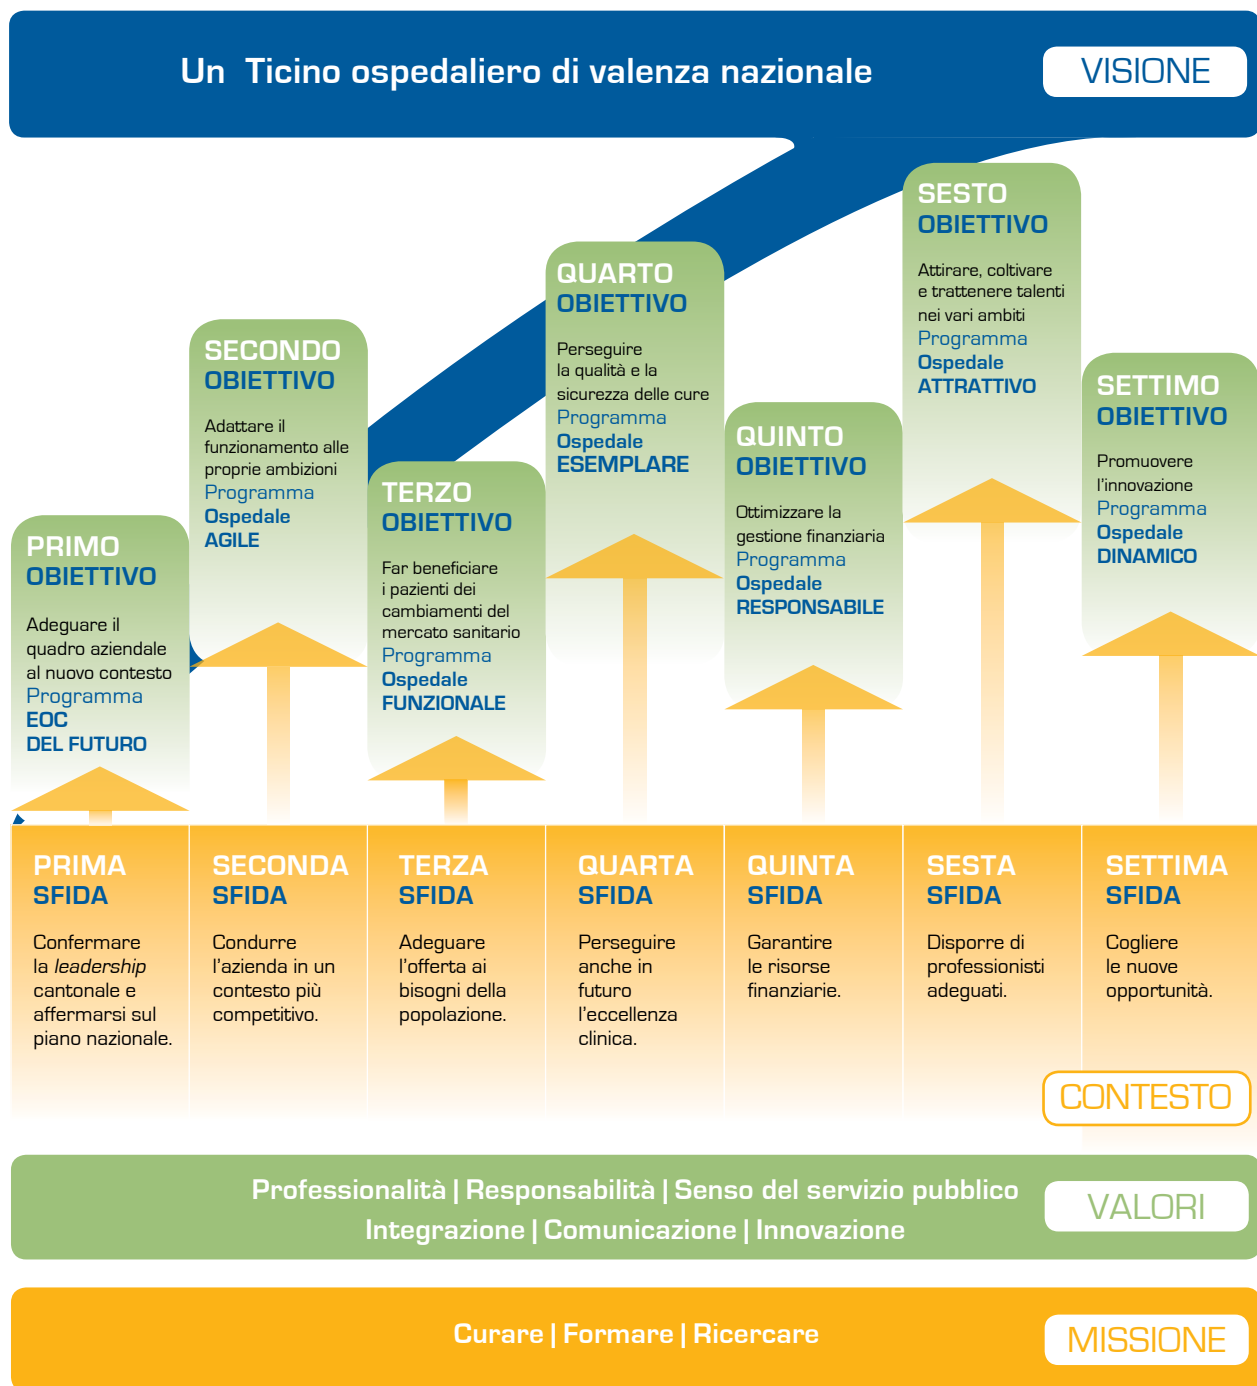 Un Ticino ospedaliero di valenza nazionale
VISIONE
PRIMO
OBIETTIVO
Adeguare il
quadro aziendale
al nuovo contesto
Programma
EOC
DEL FUTURO
SECONDO
OBIETTIVO
Adattare il
funzionamento alle
proprie ambizioni
Programma
Ospedale
AGILE
TERZO
OBIETTIVO
Far beneficiare
i pazienti dei
cambiamenti del
mercato sanitario
Programma
Ospedale
FUNZIONALE
QUARTO
OBIETTIVO
Perseguire
la qualità e la
sicurezza delle cure
Programma
Ospedale
ESEMPLARE
QUINTO
OBIETTIVO
Ottimizzare la
gestione finanziaria
Programma
Ospedale
RESPONSABILE
SESTO
OBIETTIVO
Attirare, coltivare
e trattenere talenti
nei vari ambiti
Programma
Ospedale
ATTRATTIVO
SETTIMO
OBIETTIVO
Promuovere
l'innovazione
Programma
Ospedale
DINAMICO
PRIMA
SFIDA
Confermare
la leadership
cantonale e
affermarsi sul
piano nazionale.
SECONDA
SFIDA
Condurre
l'azienda in un
contesto più
competitivo.
TERZA
SFIDA
Adeguare
l'offerta ai
bisogni della
popolazione.
QUARTA
SFIDA
Perseguire
anche in
futuro
l'eccellenza
clinica.
QUINTA
SFIDA
Garantire
le risorse
finanziarie.
SESTA
SFIDA
Disporre di
professionisti
adeguati.
SETTIMA
SFIDA
Cogliere
le nuove
opportunità.
CONTESTO
Professionalità | Responsabilità | Senso del servizio pubblico
Integrazione | Comunicazione | Innovazione
VALORI
Curare | Formare | Ricercare
MISSIONE